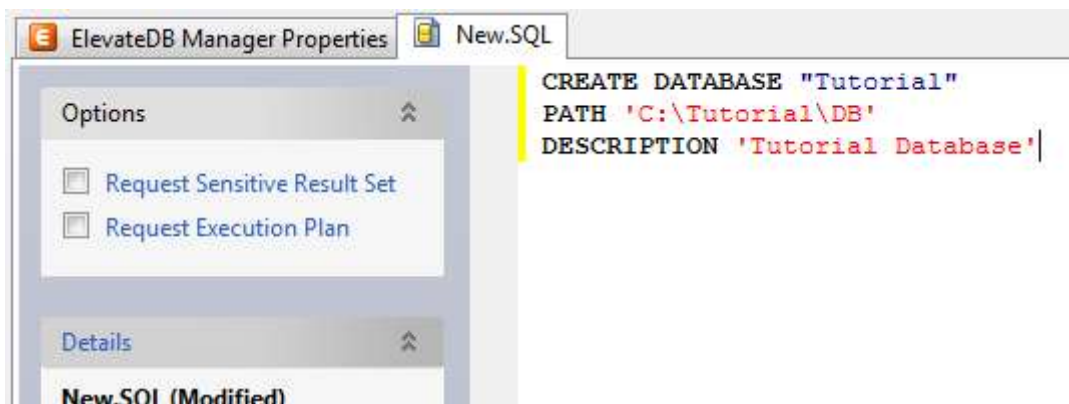 ElevateDB Manager Properties
New.SQL
Options
Request Sensitive Result Set
Request Execution Plan
Details
New.SQL (Modified)
CREATE DATABASE "Tutorial"
PATH 'C:\Tutorial\DB'
DESCRIPTION 'Tutorial Database'